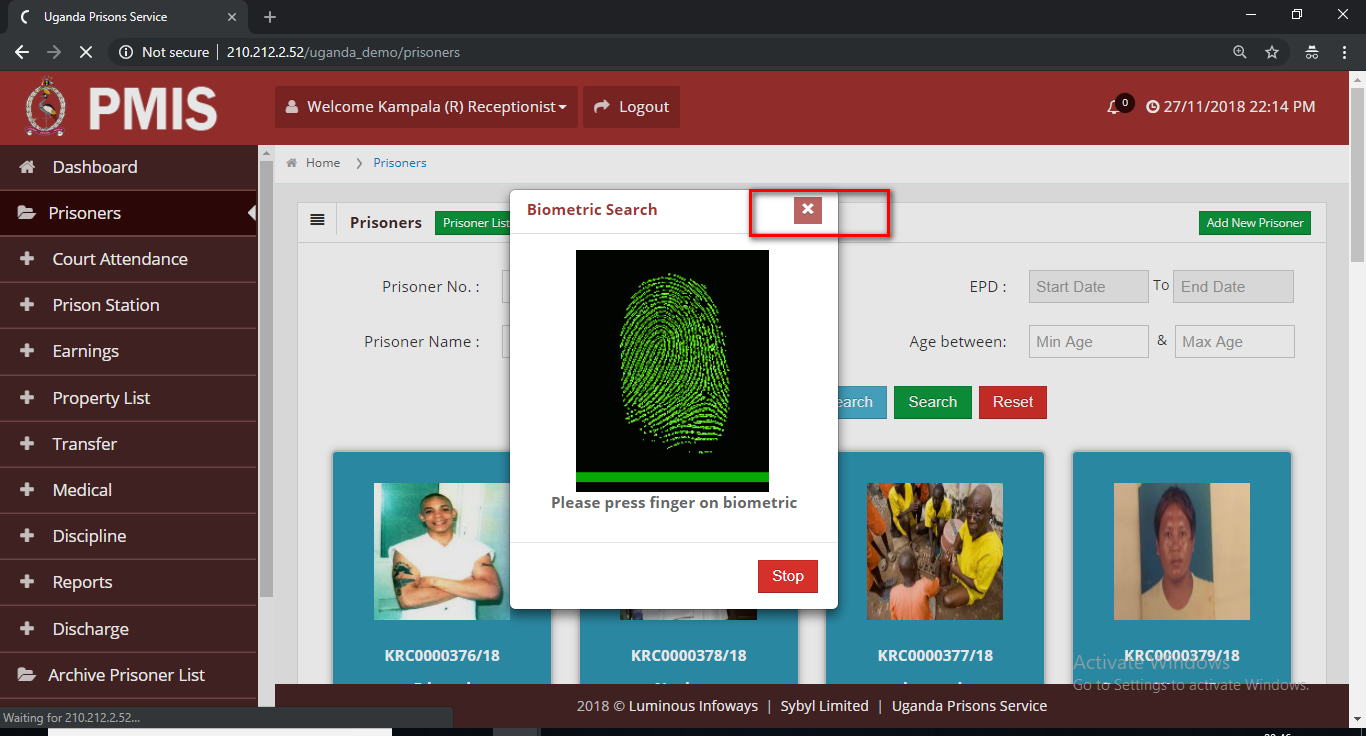 Uganda Prisons Service
Not secure | 210.212.2.52/uganda_demo/prisoners
PMIS
Welcome Kampala (R) Receptionist
Logout
0
27/11/2018 22:14 PM
Dashboard
Prisoners
Court Attendance
Prison Station
Earnings
Property List
Transfer
Medical
Discipline
Reports
Discharge
Archive Prisoner List
Home
Prisoners
Prisoners
Prisoner List
Add New Prisoner
Prisoner No. :
EPD :
Start Date
To
End Date
Prisoner Name :
Age between:
Min Age
&
Max Age
Search
Reset
Biometric Search
Please press finger on biometric
Stop
KRC0000376/18
KRC0000378/18
KRC0000377/18
KRC0000379/18
Activate Windows
Go to Settings to activate Windows.
2018 © Luminous Infoways | Sybyl Limited | Uganda Prisons Service
Waiting for 210.212.2.52...